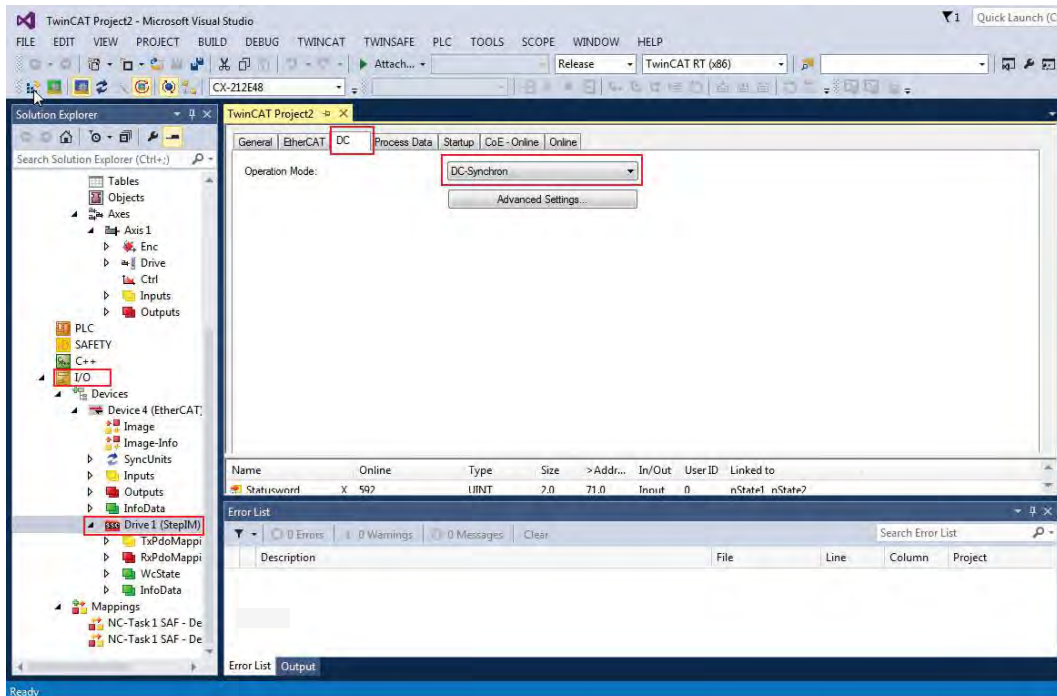 TwinCAT Project2 - Microsoft Visual Studio
1 Quick Launch (C
FILE EDIT VIEW PROJECT BUILD DEBUG TWINCAT TWINSAFE PLC TOOLS SCOPE WINDOW HELP
Attach... Release TwinCAT RT (x86)
CX-212E48
Solution Explorer
Search Solution Explorer (Ctrl+;)
Tables
Objects
Axes
Axis 1
Enc
Drive
Ctrl
Inputs
Outputs
PLC
SAFETY
C++
I/O
Devices
Device 4 (EtherCAT)
Image
Image-Info
SyncUnits
Inputs
Outputs
InfoData
Drive 1 (StepIM)
TxPdoMappi
RxPdoMappi
WcState
InfoData
Mappings
NC-Task 1 SAF - De
NC-Task 1 SAF - De
TwinCAT Project2
General EtherCAT DC Process Data Startup CoE - Online Online
Operation Mode: DC-Synchron
Advanced Settings...
Name Online Type Size >Addr... In/Out User ID Linked to
Statusword X 592 UINT 2.0 71.0 Input 0 nState1 nState2
Error List
0 Errors 0 Warnings 0 Messages Clear Search Error List
Description File Line Column Project
Error List Output
Ready